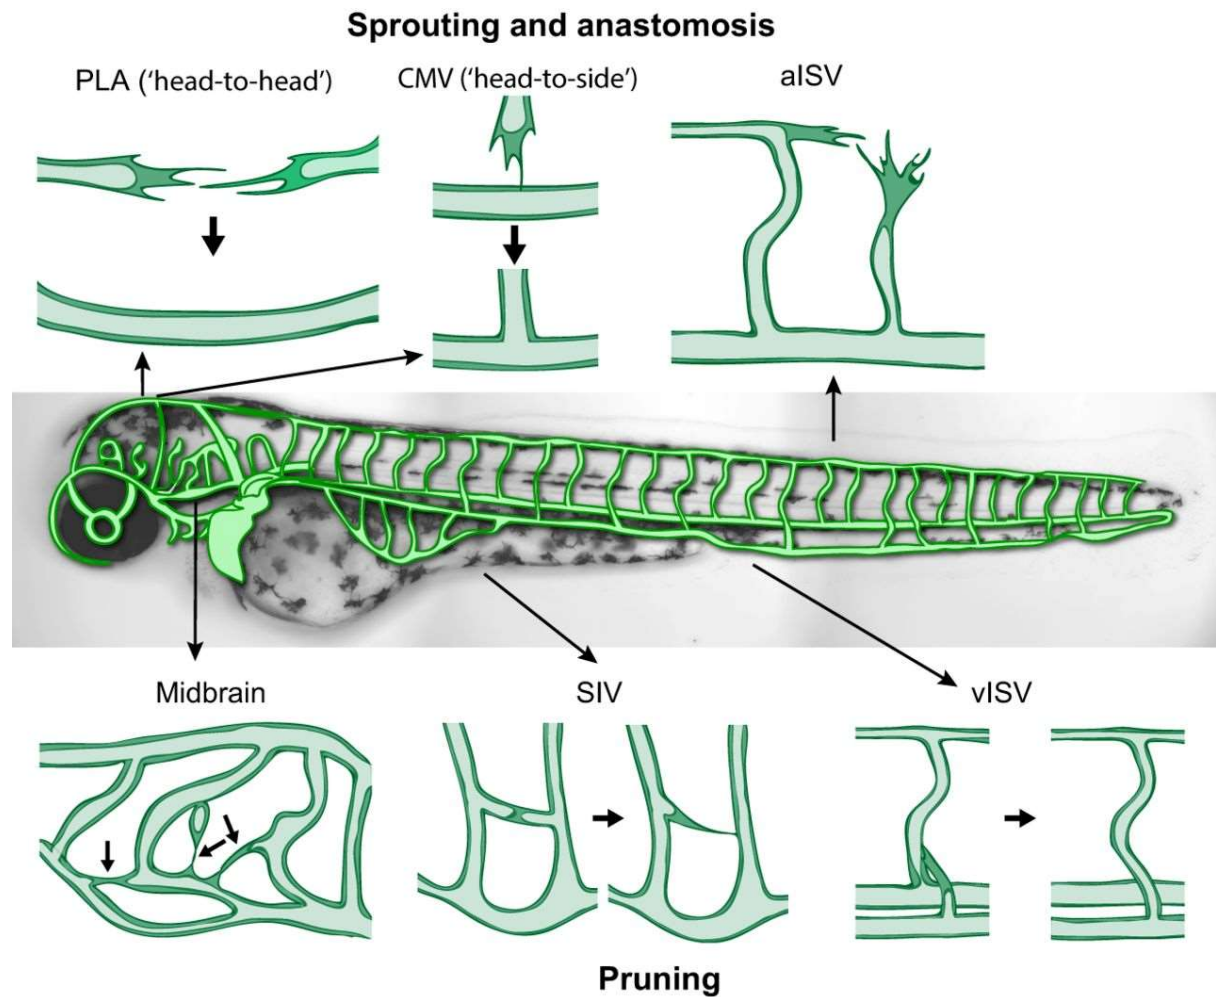 Sprouting and anastomosis
PLA (‘head-to-head’)
CMV (‘head-to-side’)
aISV
Midbrain
SIV
vISV
Pruning